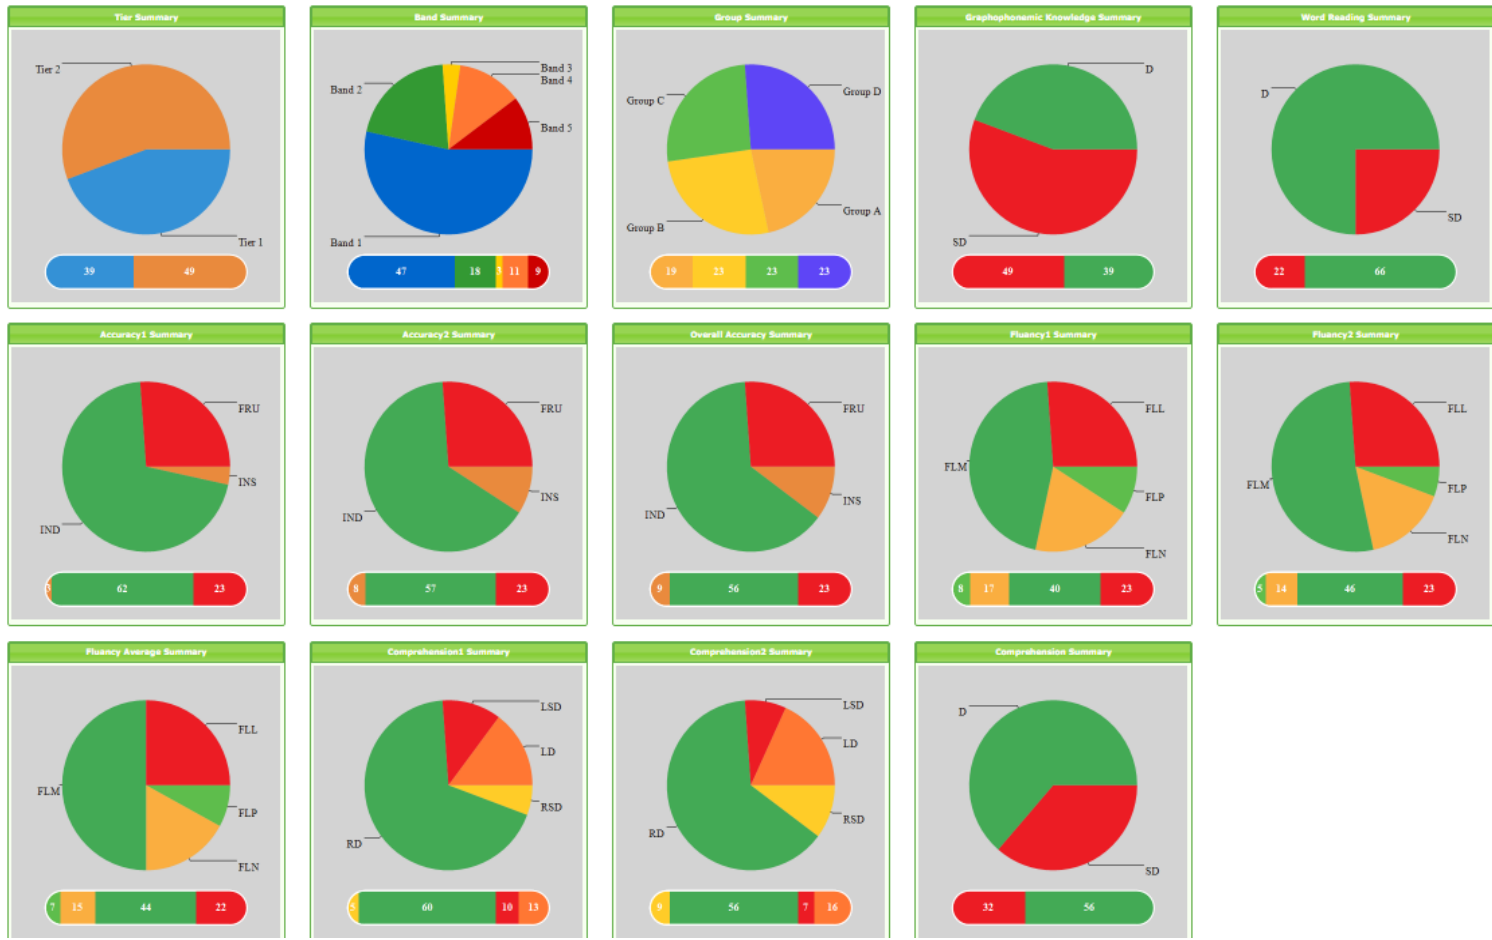 Tier Summary
Tier 2
Tier 1
39 49
Band Summary
Band 3
Band 4
Band 2
Band 5
Band 1
47 18 3 11 9
Group Summary
Group D
Group C
Group A
Group B
19 23 23 23
Graphophonemic Knowledge Summary
D
SD
49 39
Word Reading Summary
D
SD
22 66
Accuracy1 Summary
FRU
INS
IND
3 62 23
Accuracy2 Summary
FRU
INS
IND
8 57 23
Overall Accuracy Summary
FRU
INS
IND
9 56 23
Fluency1 Summary
FLL
FLM
FLP
FLN
8 17 40 23
Fluency2 Summary
FLL
FLM
FLP
FLN
5 14 46 23
Fluency Average Summary
FLL
FLM
FLP
FLN
7 15 44 22
Comprehension1 Summary
LSD
LD
RSD
RD
5 60 10 13
Comprehension2 Summary
LSD
LD
RSD
RD
9 56 7 16
Comprehension Summary
D
SD
32 56